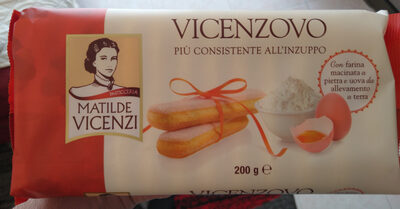 VICENZOVO
PIÙ CONSISTENTE ALL'INZUPPO
PASTICCERIA
MATILDE
VICENZI
Con farina
macinata a
pietra e uova da
allevamento
a terra
200 g e
VICENZOVO